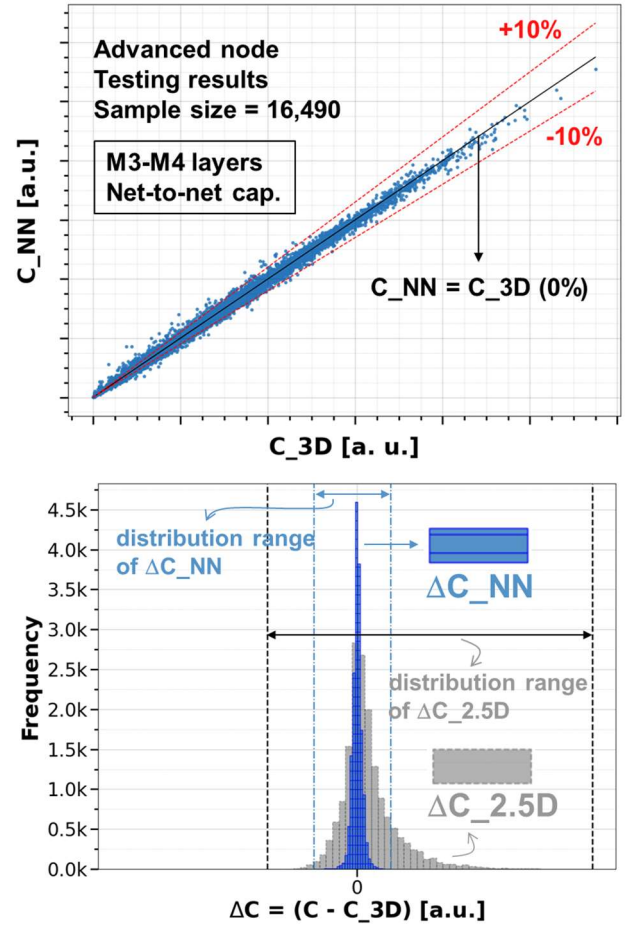 +10%
Advanced node
Testing results
Sample size = 16,490
M3-M4 layers
Net-to-net cap.
-10%
C_NN = C_3D (0%)
C_NN [a.u.]
C_3D [a. u.]
4.5k
4.0k
3.5k
3.0k
2.5k
2.0k
1.5k
1.0k
0.5k
0.0k
Frequency
distribution range
of ΔC_NN
ΔC_NN
distribution range
of ΔC_2.5D
ΔC_2.5D
0
ΔC = (C - C_3D) [a.u.]